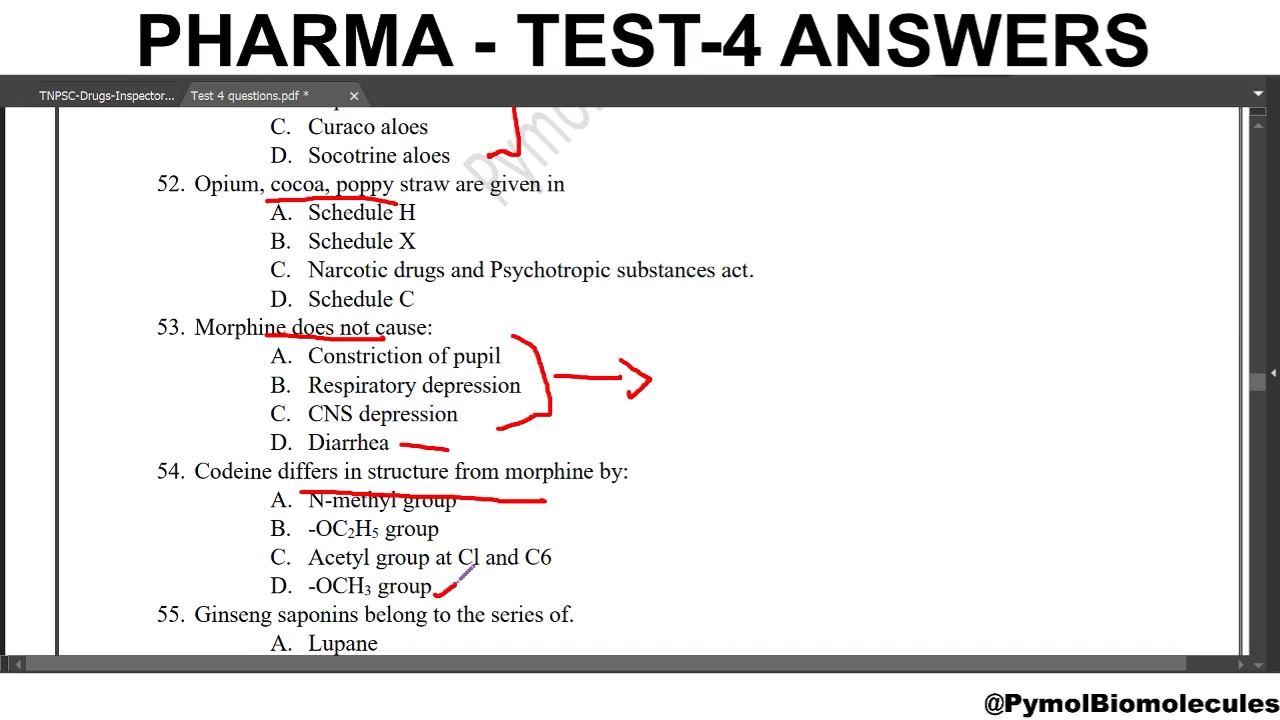 PHARMA - TEST-4 ANSWERS
TNPSC-Drugs-Inspector... Test 4 questions.pdf *
C. Curaco aloes
D. Socotrine aloes
Pymol
52. Opium, cocoa, poppy straw are given in
A. Schedule H
B. Schedule X
C. Narcotic drugs and Psychotropic substances act.
D. Schedule C
53. Morphine does not cause:
A. Constriction of pupil
B. Respiratory depression
C. CNS depression
D. Diarrhea
54. Codeine differs in structure from morphine by:
A. N-methyl group
B. -OC₂H₅ group
C. Acetyl group at Cl and C6
D. -OCH₃ group
55. Ginseng saponins belong to the series of.
A. Lupane
@PymolBiomolecules